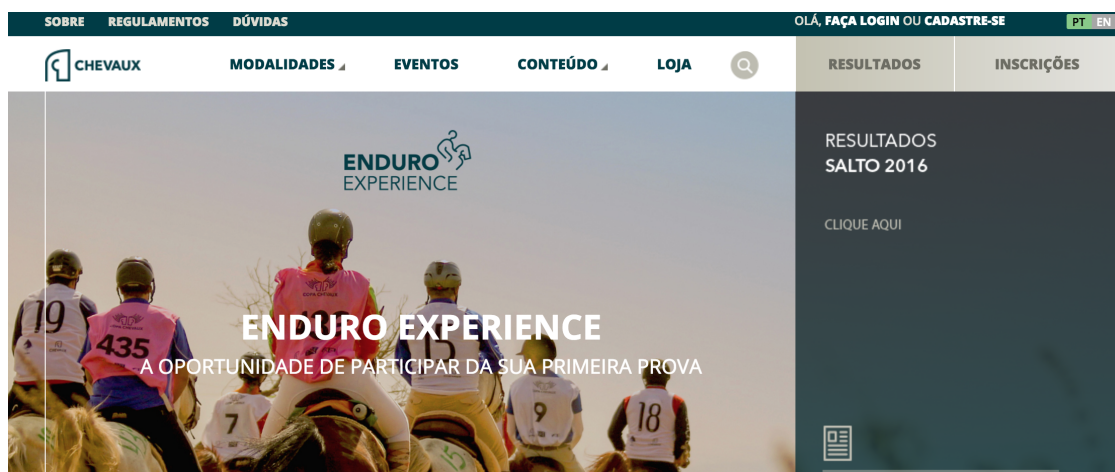 SOBRE REGULAMENTOS DÚVIDAS
OLÁ, FAÇA LOGIN OU CADASTRE-SE
PT EN
CHEVAUX
MODALIDADES
EVENTOS
CONTEÚDO
LOJA
RESULTADOS
INSCRIÇÕES
ENDURO
EXPERIENCE
RESULTADOS
SALTO 2016
CLIQUE AQUI
19
435
15
7
9
18
ENDURO EXPERIENCE
A OPORTUNIDADE DE PARTICIPAR DA SUA PRIMEIRA PROVA